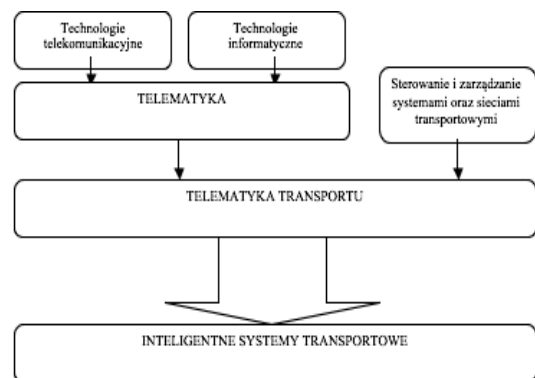 Technologie
telekomunikacyjne
Technologie
informatyczne
TELEMATYKA
Sterowanie i zarządzanie
systemami oraz sieciami
transportowymi
TELEMATYKA TRANSPORTU
INTELIGENTNE SYSTEMY TRANSPORTOWE